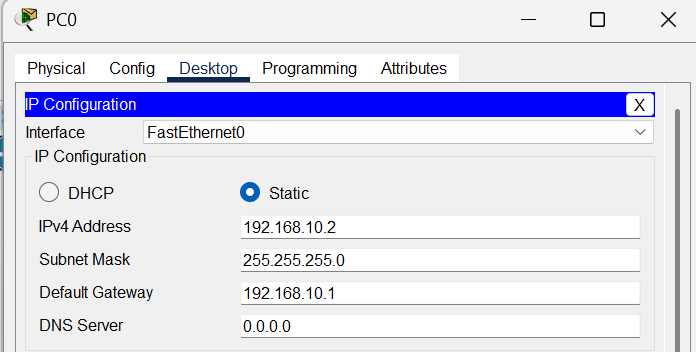 PC0
Physical Config Desktop Programming Attributes
IP Configuration X
Interface FastEthernet0
IP Configuration
DHCP Static
IPv4 Address 192.168.10.2
Subnet Mask 255.255.255.0
Default Gateway 192.168.10.1
DNS Server 0.0.0.0